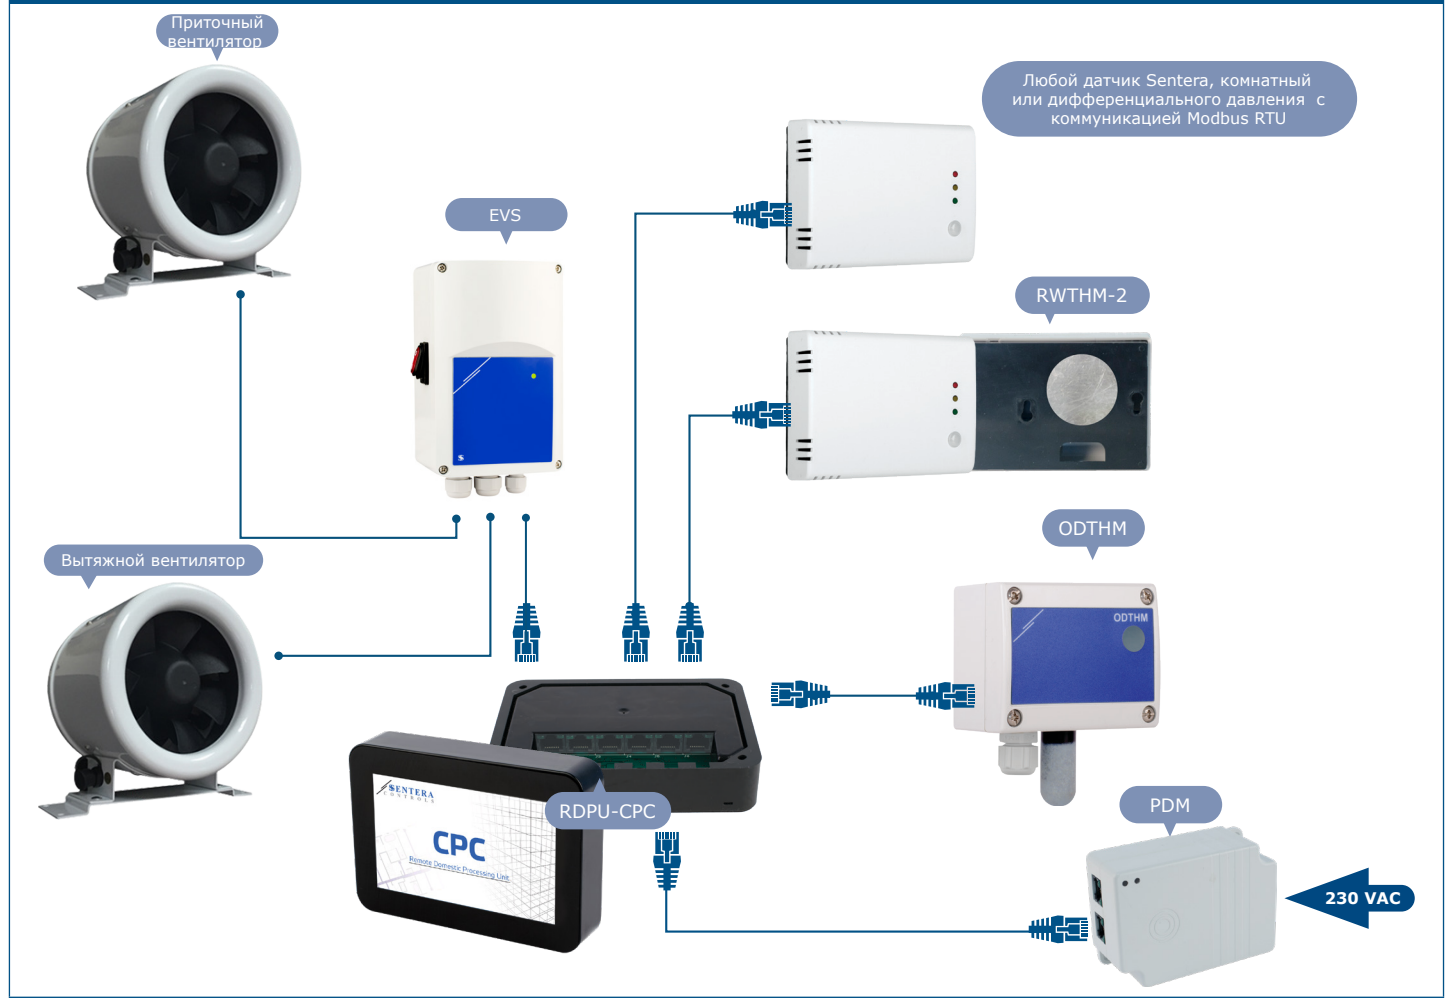 Приточный
вентилятор
Любой датчик Sentera, комнатный
или дифференциального давления с
коммуникацией Modbus RTU
EVS
RWTHM-2
ODTHM
ODTHM
Вытяжной вентилятор
SENTERA
CONTROLS
CPC
Remote Domestic Processing Unit
RDPU-CPC
PDM
230 VAC